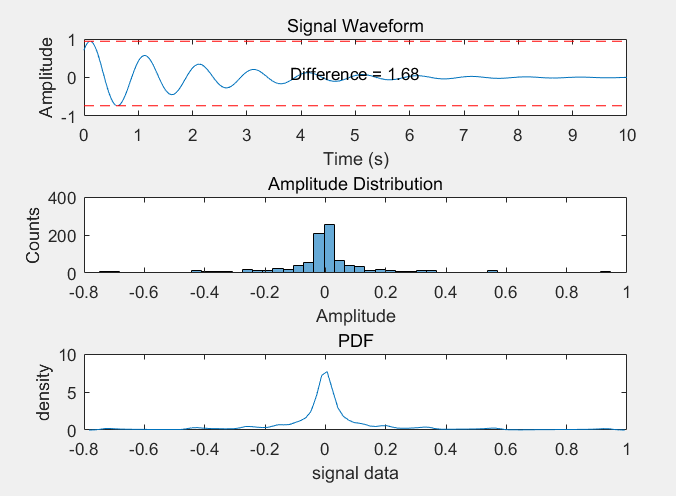 Signal Waveform
1
0
-1
Amplitude
Difference = 1.68
0 1 2 3 4 5 6 7 8 9 10
Time (s)
Amplitude Distribution
400
200
0
Counts
-0.8 -0.6 -0.4 -0.2 0 0.2 0.4 0.6 0.8 1
Amplitude
PDF
10
5
0
density
-0.8 -0.6 -0.4 -0.2 0 0.2 0.4 0.6 0.8 1
signal data